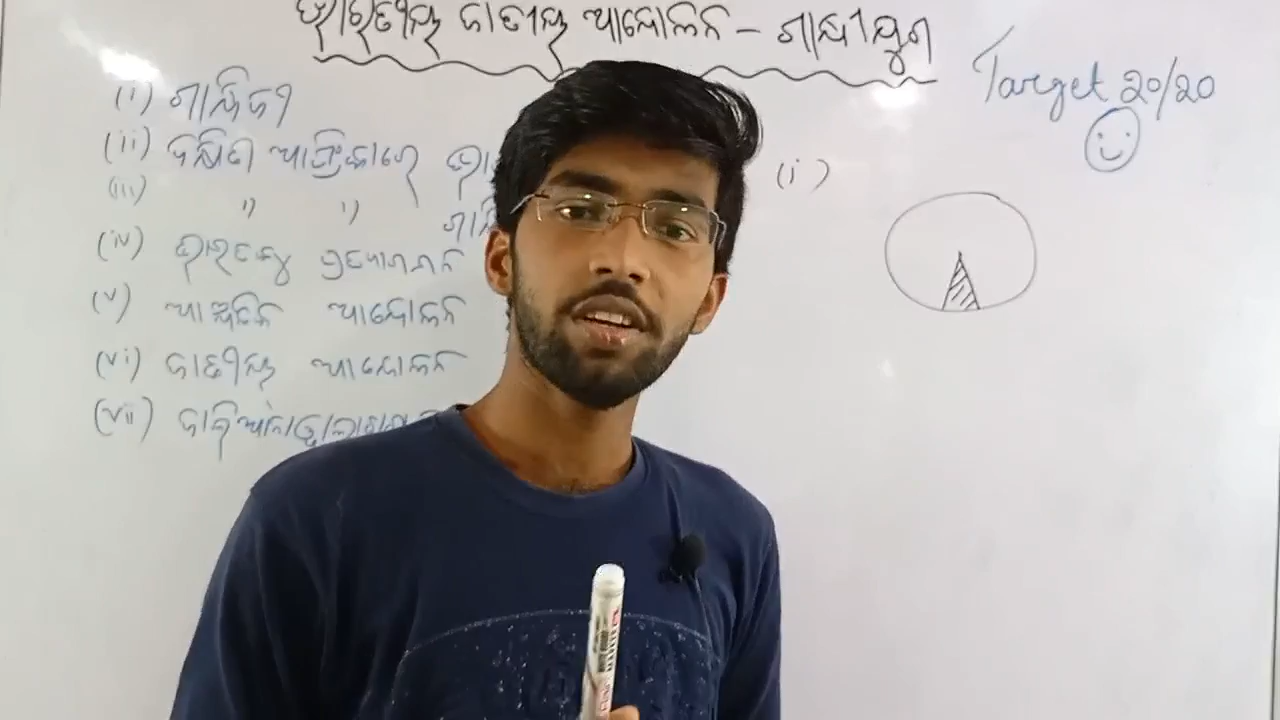 ଭାରତୀୟ ଜାତୀୟ ଆନ୍ଦୋଳନ – ଗାନ୍ଧୀଯୁଗ
Target 20/20
(i) ଗାନ୍ଧିଜୀ
(ii) ଦକ୍ଷିଣ ଆଫ୍ରିକାରେ
(iii) " "
(iv) ଭାରତକୁ ପ୍ରତ୍ୟାଗମନ
(v) ଆଞ୍ଚଳିକ ଆନ୍ଦୋଳନ
(vi) ଜାତୀୟ ଆନ୍ଦୋଳନ
(vii)
(i)